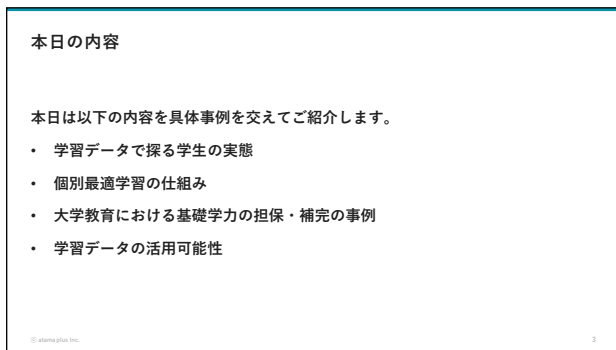 本日の内容
本日は以下の内容を具体事例を交えてご紹介します。
• 学習データで探る学生の実態
• 個別最適学習の仕組み
• 大学教育における基礎学力の担保・補完の事例
• 学習データの活用可能性
© atama plus Inc.
3